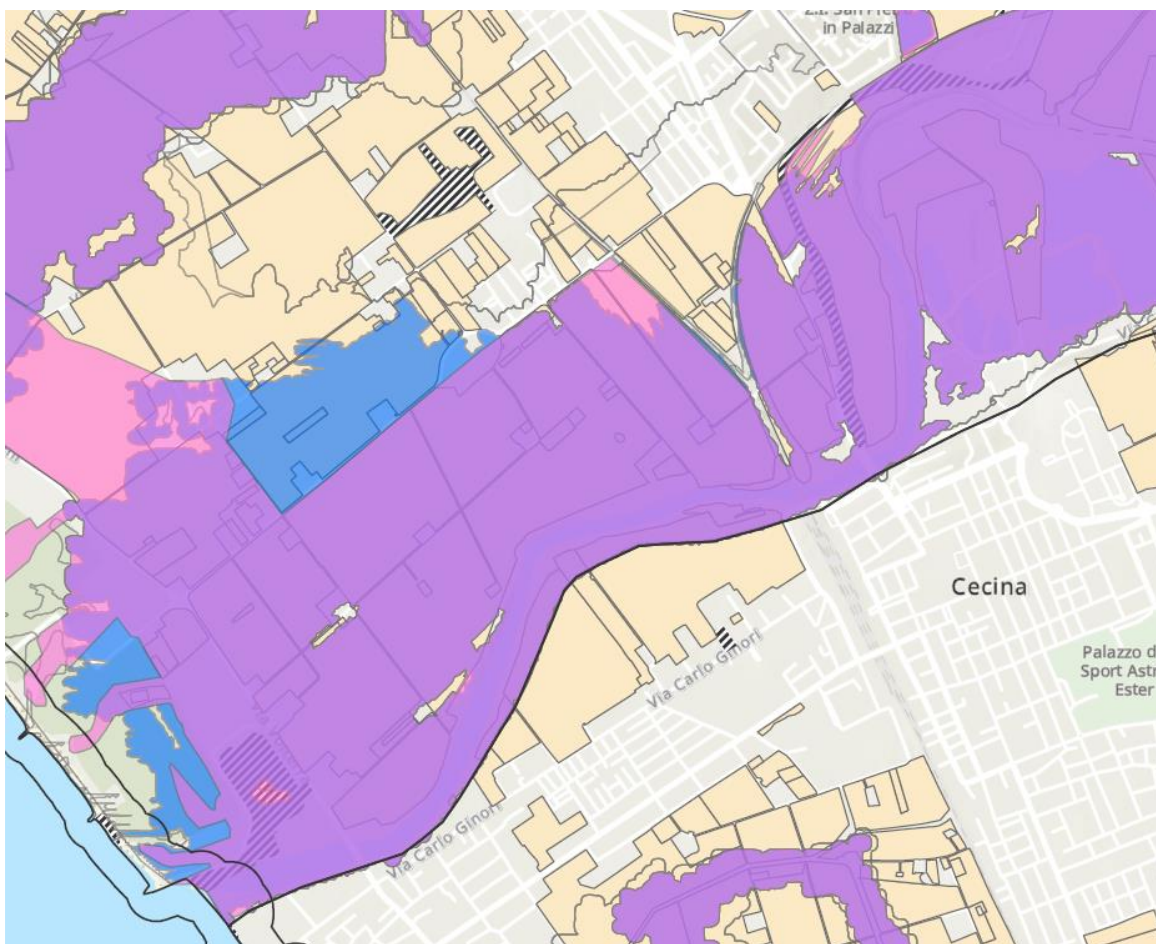 in Palazzi
Cecina
Via Carlo Ginori
Palazzo d
Sport Astr
Ester
Via Carlo Ginori